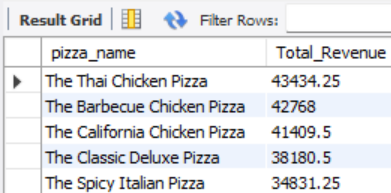 Result Grid Filter Rows:
pizza_name Total_Revenue
The Thai Chicken Pizza 43434.25
The Barbecue Chicken Pizza 42768
The California Chicken Pizza 41409.5
The Classic Deluxe Pizza 38180.5
The Spicy Italian Pizza 34831.25